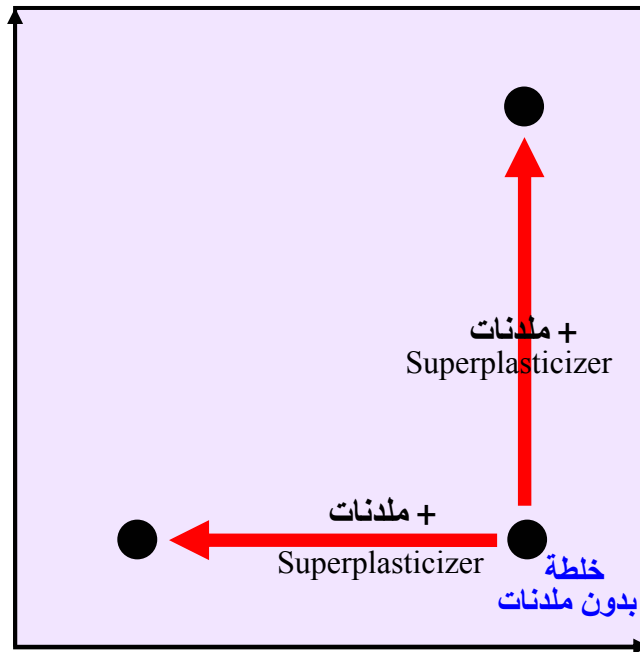 + ملدنات
Superplasticizer
+ ملدنات
Superplasticizer
خلطة
بدون ملدنات